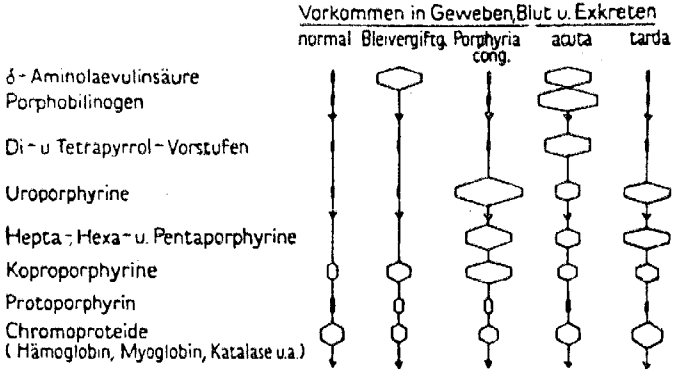 Vorkommen in Geweben, Blut u. Exkreten
normal Bleivergiftg. Porphyria acuta tarda
cong.
δ-Aminolaevulinsäure
Porphobilinogen
Di- u Tetrapyrrol-Vorstufen
Uroporphyrine
Hepta-, Hexa- u. Pentaporphyrine
Koproporphyrine
Protoporphyrin
Chromoproteide
(Hämoglobin, Myoglobin, Katalase u.a.)